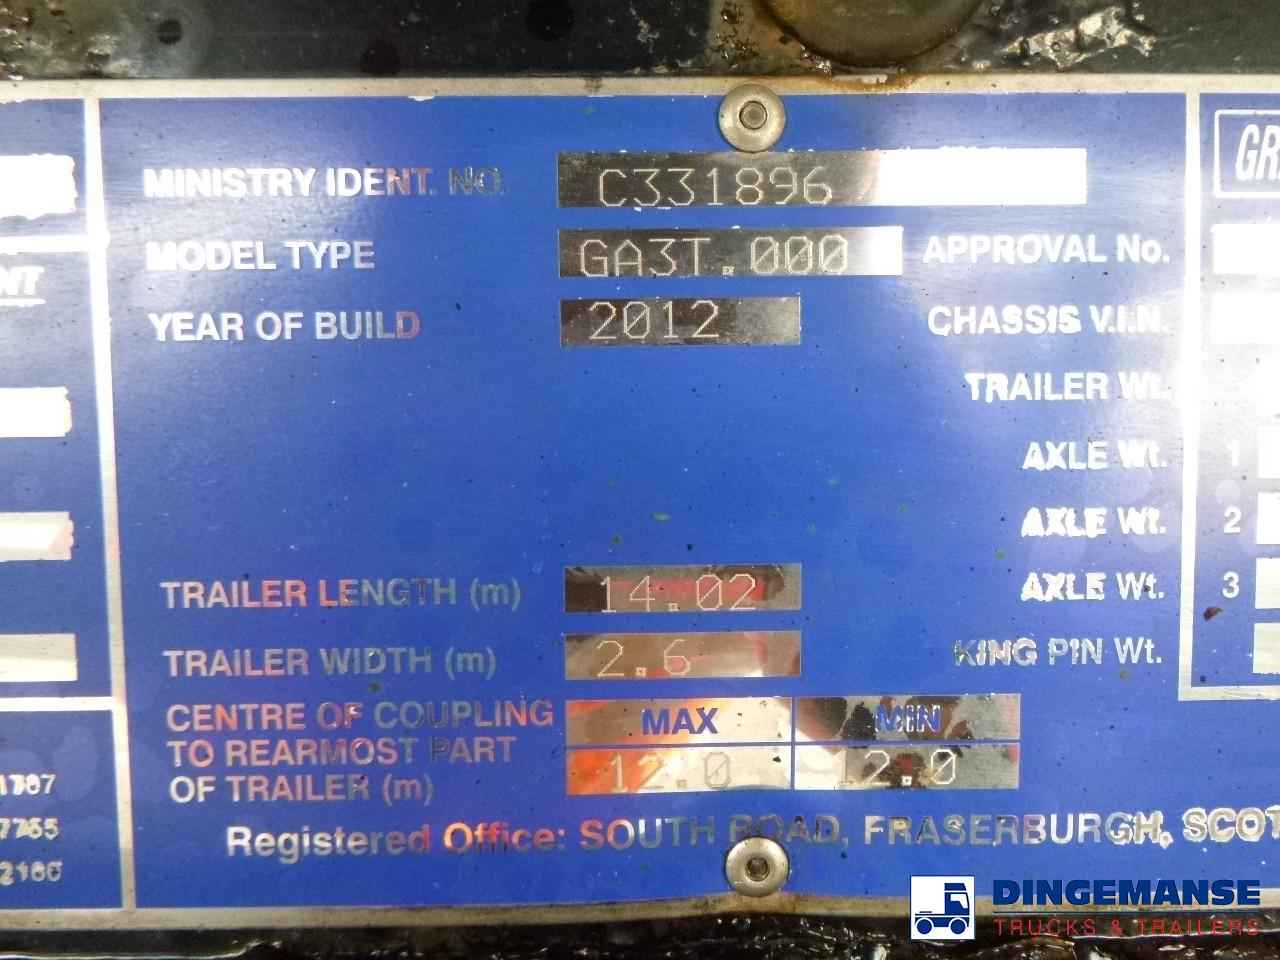 MINISTRY IDENT. NO. C331896
MODEL TYPE GA3T.000 APPROVAL No.
YEAR OF BUILD 2012 CHASSIS V.I.N.
TRAILER Wt.
AXLE Wt. 1
AXLE Wt. 2
AXLE Wt. 3
TRAILER LENGTH (m) 14.02
TRAILER WIDTH (m) 2.6
KING PIN Wt.
CENTRE OF COUPLING MAX MIN
TO REARMOST PART
OF TRAILER (m) 12.0 12.0
Registered Office: SOUTH ROAD, FRASERBURGH, SCOT
DINGEMANSE
TRUCKS & TRAILERS